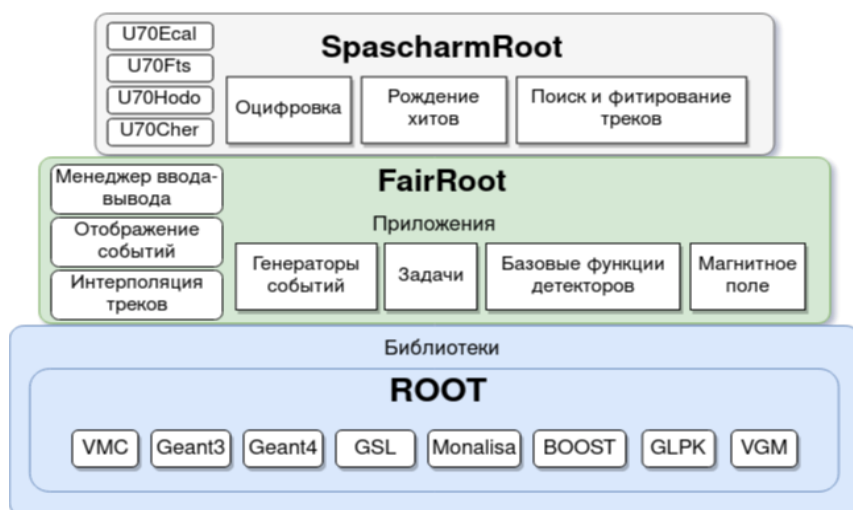 SpascharmRoot
U70Ecal
U70Fts
U70Hodo
U70Cher
Оцифровка
Рождение
хитов
Поиск и фитирование
треков
FairRoot
Менеджер ввода-
вывода
Отображение
событий
Интерполяция
треков
Приложения
Генераторы
событий
Задачи
Базовые функции
детекторов
Магнитное
поле
Библиотеки
ROOT
VMC
Geant3
Geant4
GSL
Monalisa
BOOST
GLPK
VGM